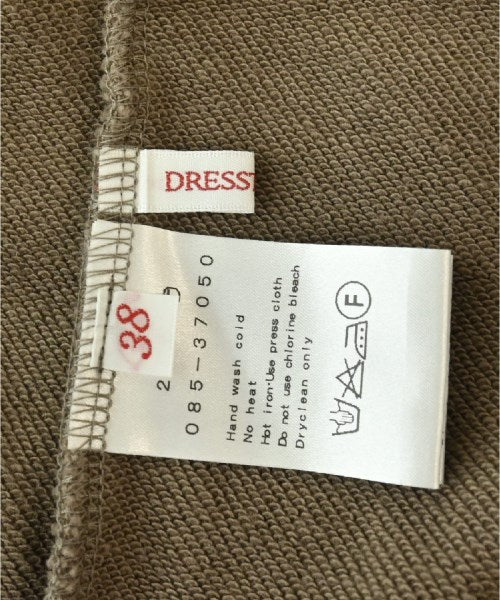 DRESST
38
2
085-37050
Hand wash cold
No heat
Hot iron·Use press cloth
Do not use chlorine bleach
Dryclean only
F